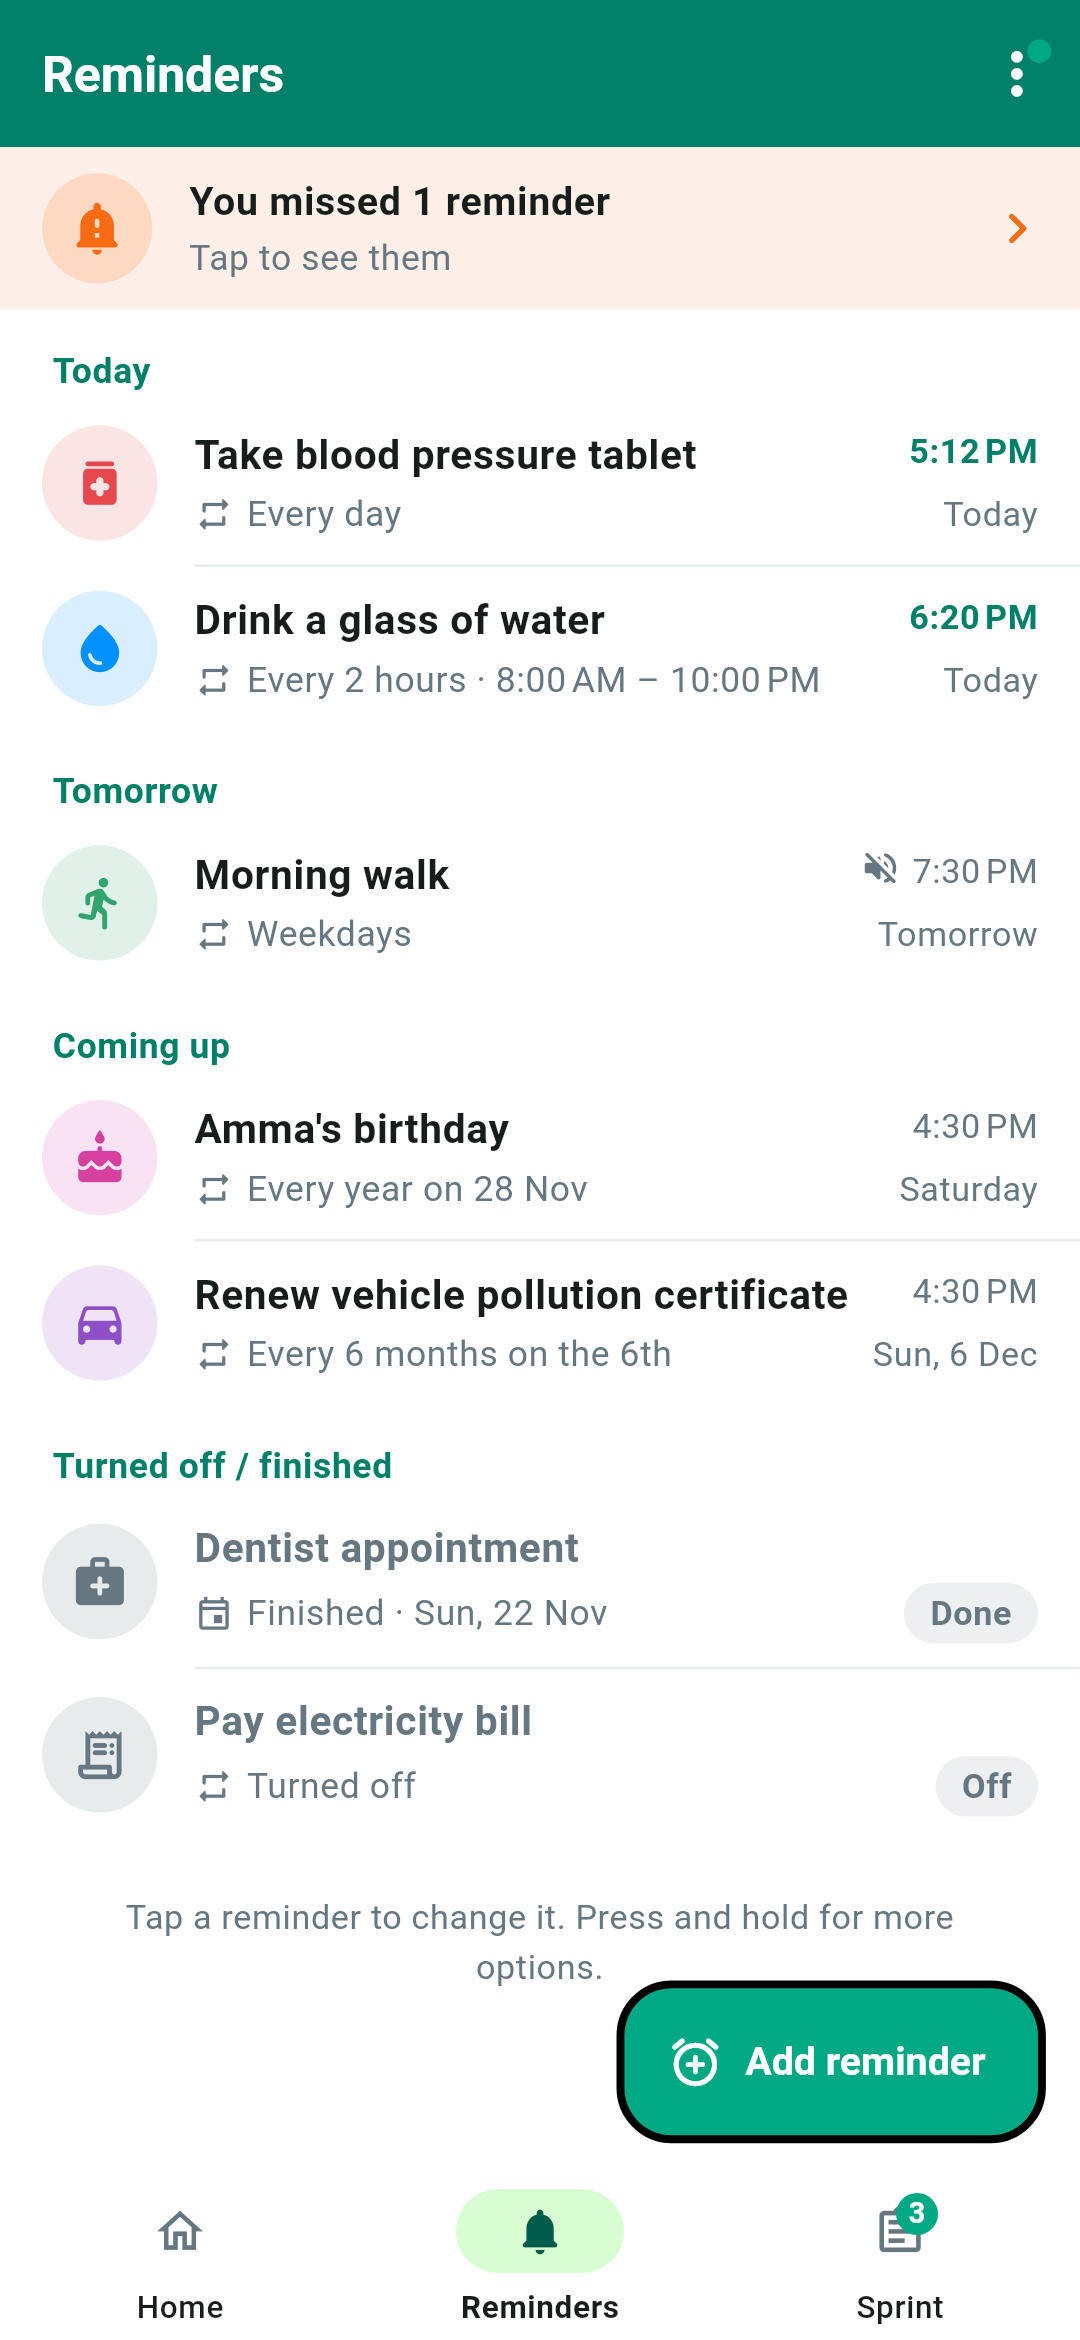 Reminders
You missed 1 reminder
Tap to see them
Today
Take blood pressure tablet
5:12 PM
Every day
Today
Drink a glass of water
6:20 PM
Every 2 hours · 8:00 AM – 10:00 PM
Today
Tomorrow
Morning walk
7:30 PM
Weekdays
Tomorrow
Coming up
Amma's birthday
4:30 PM
Every year on 28 Nov
Saturday
Renew vehicle pollution certificate
4:30 PM
Every 6 months on the 6th
Sun, 6 Dec
Turned off / finished
Dentist appointment
Finished · Sun, 22 Nov
Done
Pay electricity bill
Turned off
Off
Tap a reminder to change it. Press and hold for more
options.
Add reminder
3
Home
Reminders
Sprint